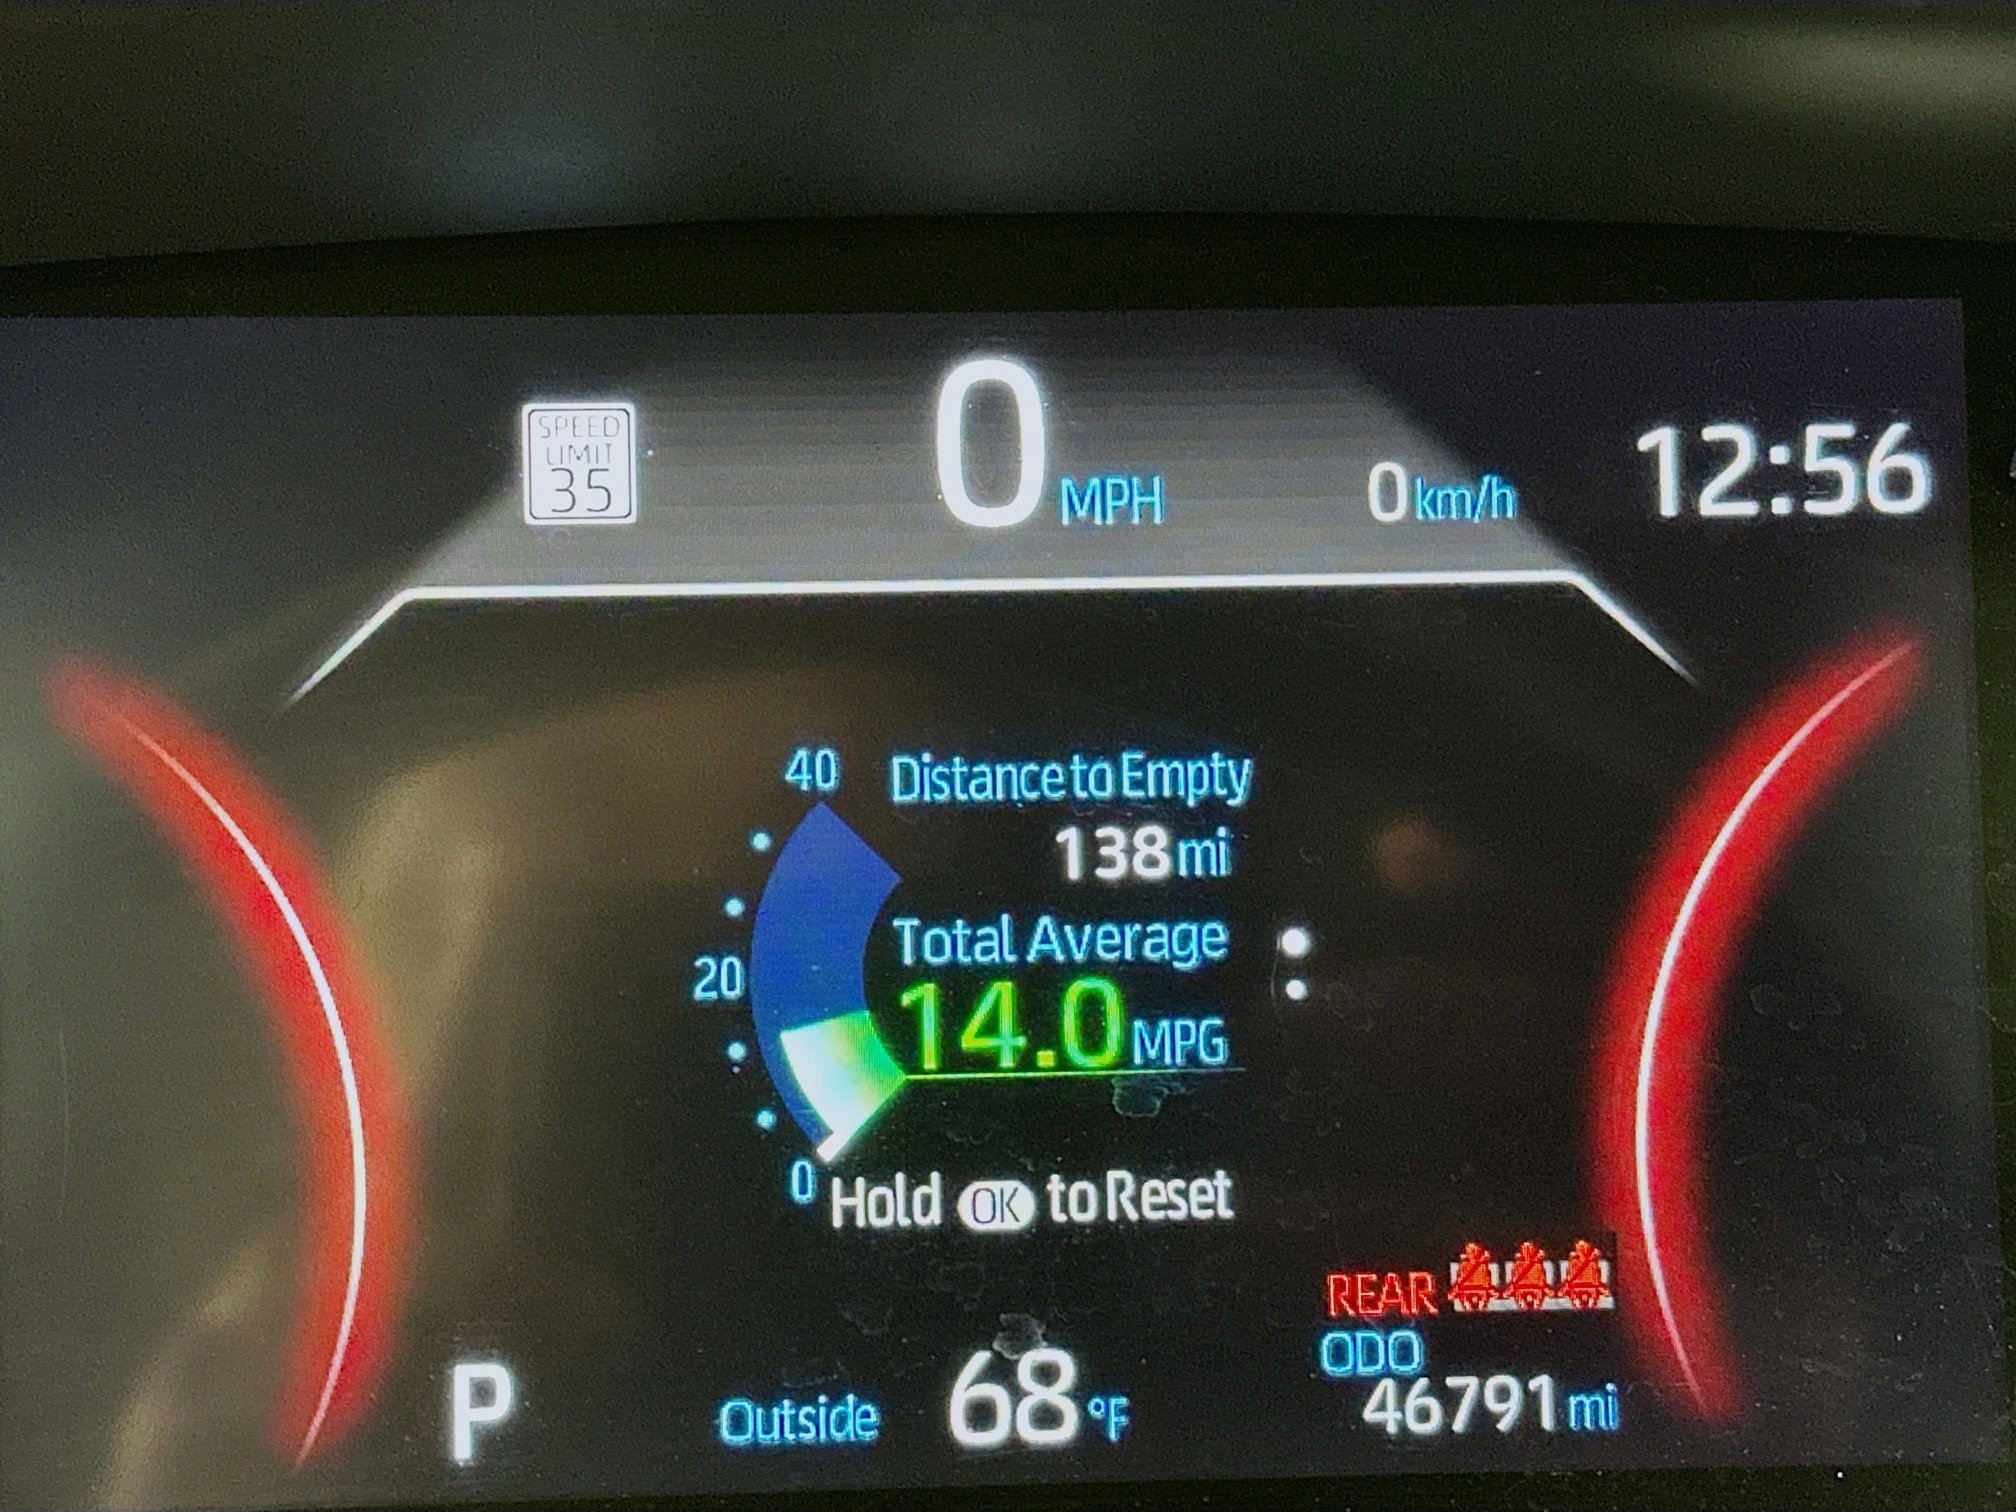 SPEED
LIMIT
35
0 MPH
0 km/h
12:56
40
Distance to Empty
138 mi
Total Average
20
14.0 MPG
0
Hold OK to Reset
REAR
ODO
46791 mi
P
Outside 68 °F